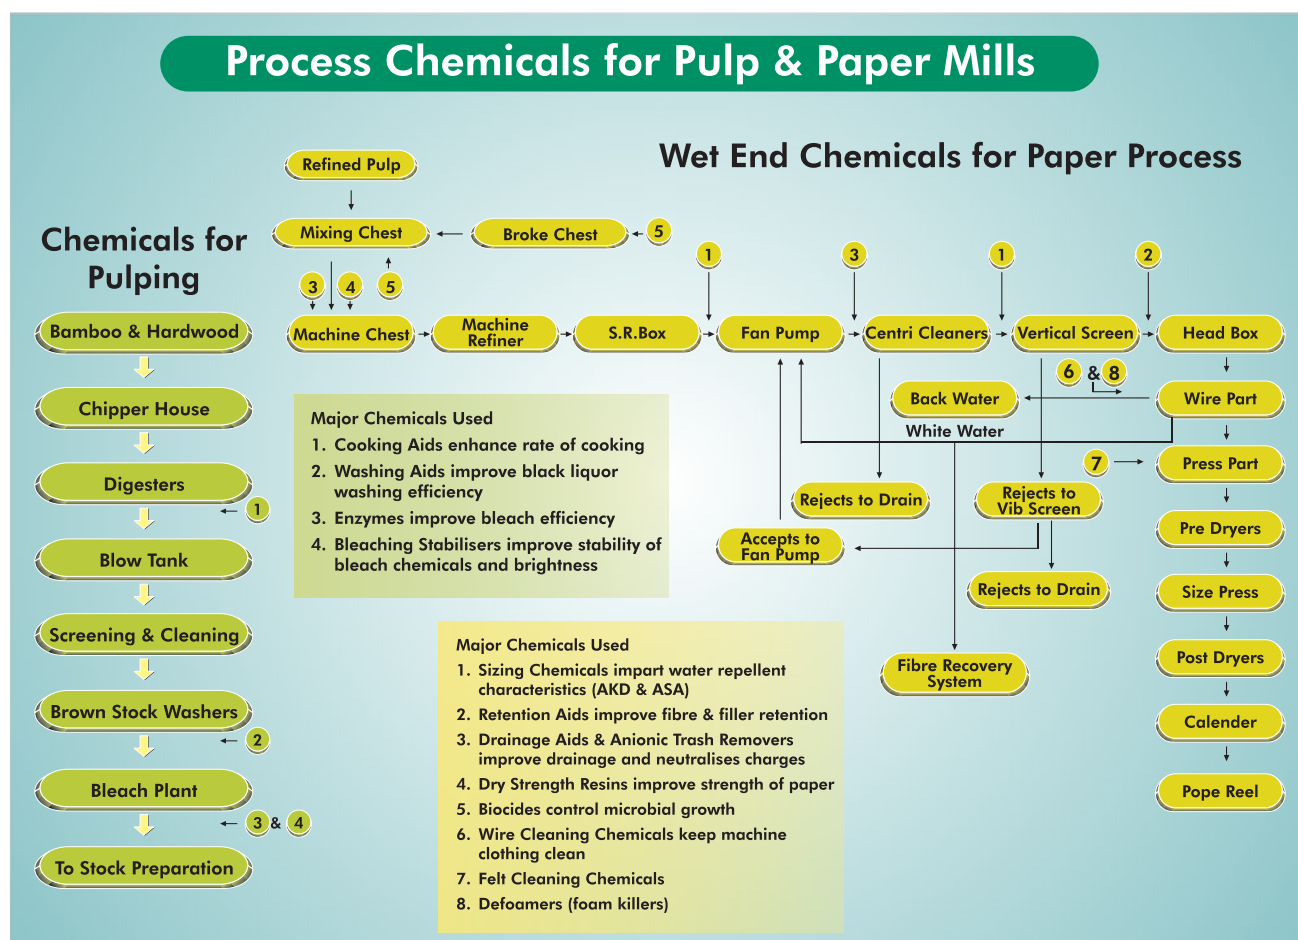 Process Chemicals for Pulp & Paper Mills
Wet End Chemicals for Paper Process
Chemicals for
Pulping
Bamboo & Hardwood
Chipper House
Digesters
1
Blow Tank
Screening & Cleaning
Brown Stock Washers
2
Bleach Plant
3 & 4
To Stock Preparation
Refined Pulp
Mixing Chest
Broke Chest
5
3
4
5
1
3
1
2
Machine Chest
Machine
Refiner
S.R.Box
Fan Pump
Centri Cleaners
Vertical Screen
Head Box
6 & 8
Back Water
Wire Part
White Water
7
Press Part
Rejects to Drain
Rejects to
Vib Screen
Pre Dryers
Accepts to
Fan Pump
Rejects to Drain
Size Press
Fibre Recovery
System
Post Dryers
Calender
Pope Reel
Major Chemicals Used
1. Cooking Aids enhance rate of cooking
2. Washing Aids improve black liquor
washing efficiency
3. Enzymes improve bleach efficiency
4. Bleaching Stabilisers improve stability of
bleach chemicals and brightness
Major Chemicals Used
1. Sizing Chemicals impart water repellent
characteristics (AKD & ASA)
2. Retention Aids improve fibre & filler retention
3. Drainage Aids & Anionic Trash Removers
improve drainage and neutralises charges
4. Dry Strength Resins improve strength of paper
5. Biocides control microbial growth
6. Wire Cleaning Chemicals keep machine
clothing clean
7. Felt Cleaning Chemicals
8. Defoamers (foam killers)